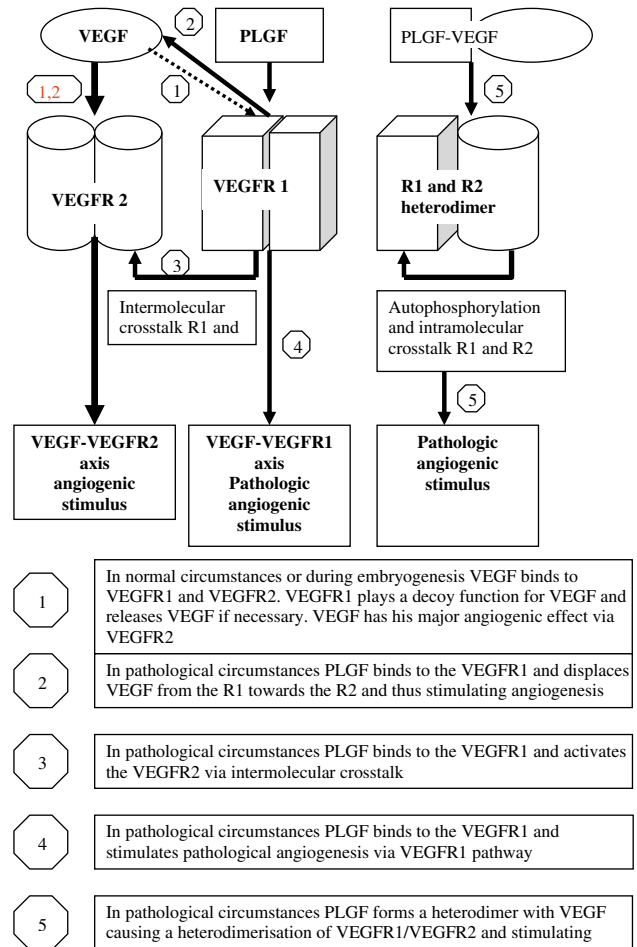 VEGF
2
PLGF
PLGF-VEGF
1,2
1
5
VEGFR 2
VEGFR 1
R1 and R2
heterodimer
3
Intermolecular
crosstalk R1 and
4
Autophosphorylation
and intramolecular
crosstalk R1 and R2
5
VEGF-VEGFR2
axis
angiogenic
stimulus
VEGF-VEGFR1
axis
Pathologic
angiogenic
stimulus
Pathologic
angiogenic
stimulus
1
In normal circumstances or during embryogenesis VEGF binds to
VEGFR1 and VEGFR2. VEGFR1 plays a decoy function for VEGF and
releases VEGF if necessary. VEGF has his major angiogenic effect via
VEGFR2
2
In pathological circumstances PLGF binds to the VEGFR1 and displaces
VEGF from the R1 towards the R2 and thus stimulating angiogenesis
3
In pathological circumstances PLGF binds to the VEGFR1 and activates
the VEGFR2 via intermolecular crosstalk
4
In pathological circumstances PLGF binds to the VEGFR1 and
stimulates pathological angiogenesis via VEGFR1 pathway
5
In pathological circumstances PLGF forms a heterodimer with VEGF
causing a heterodimerisation of VEGFR1/VEGFR2 and stimulating